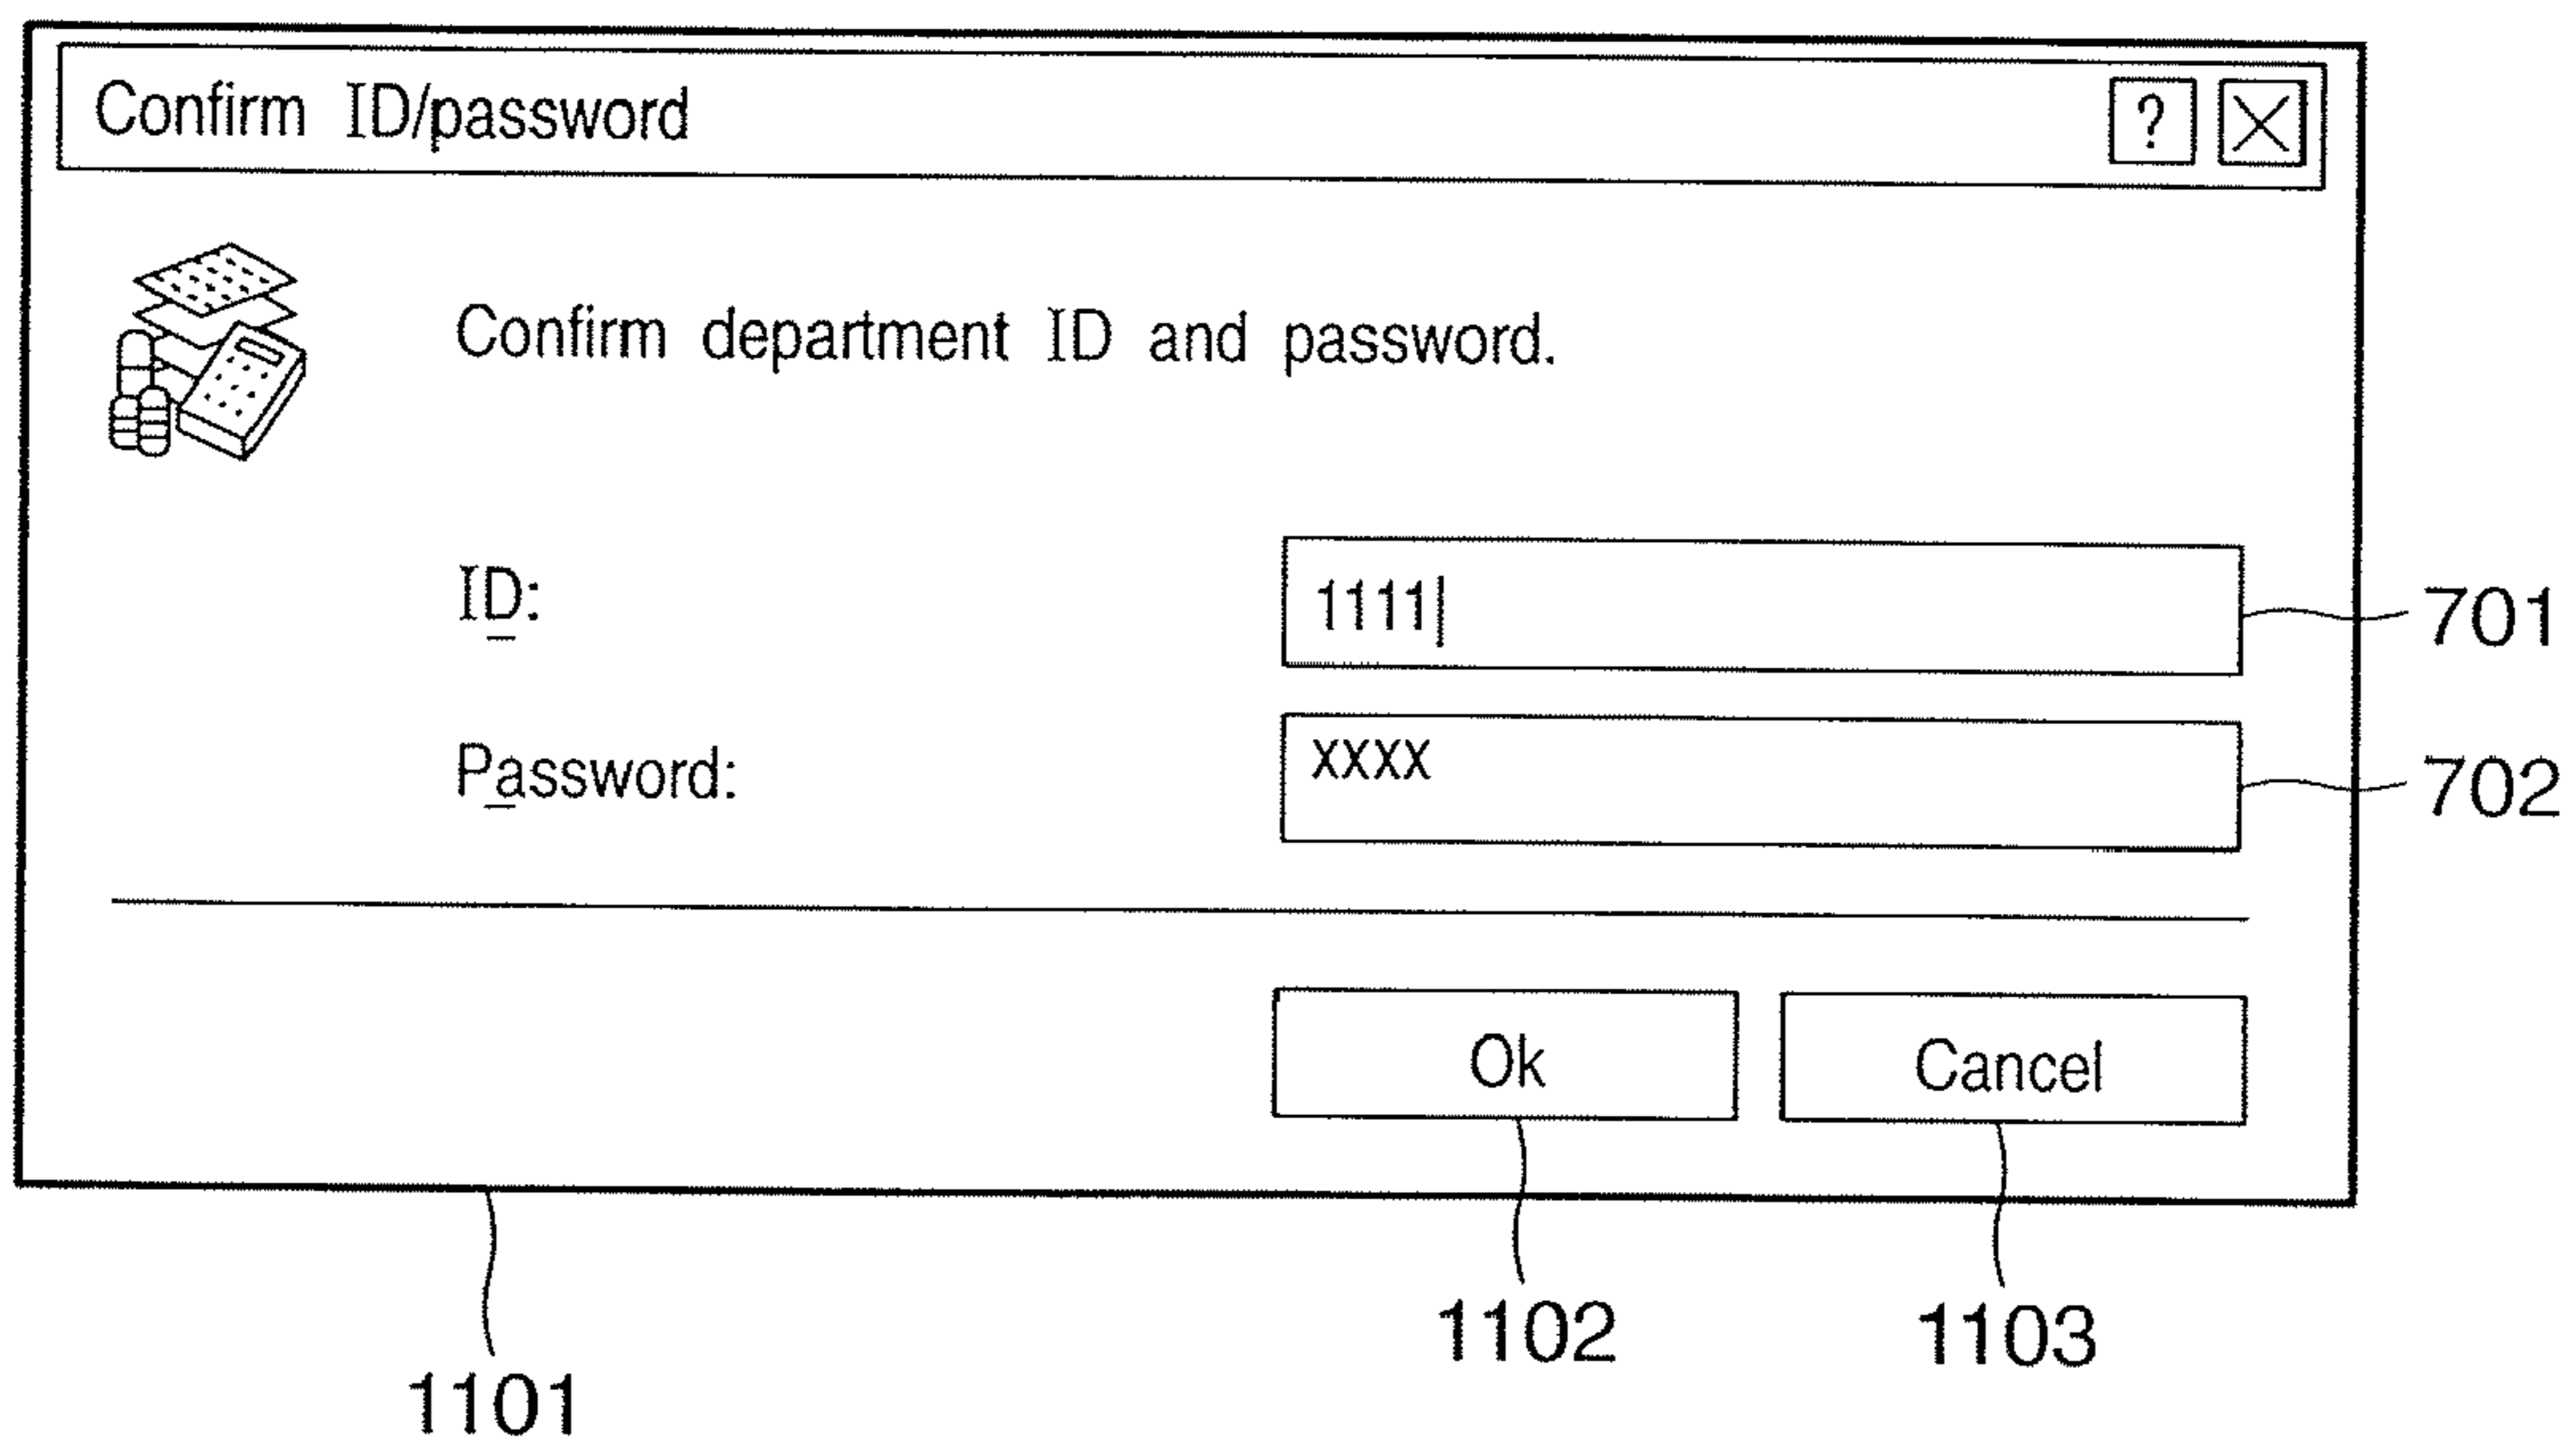 Confirm ID/password ? X
Confirm department ID and password.
ID: 1111 701
Password: XXXX 702
Ok Cancel
1102 1103
1101